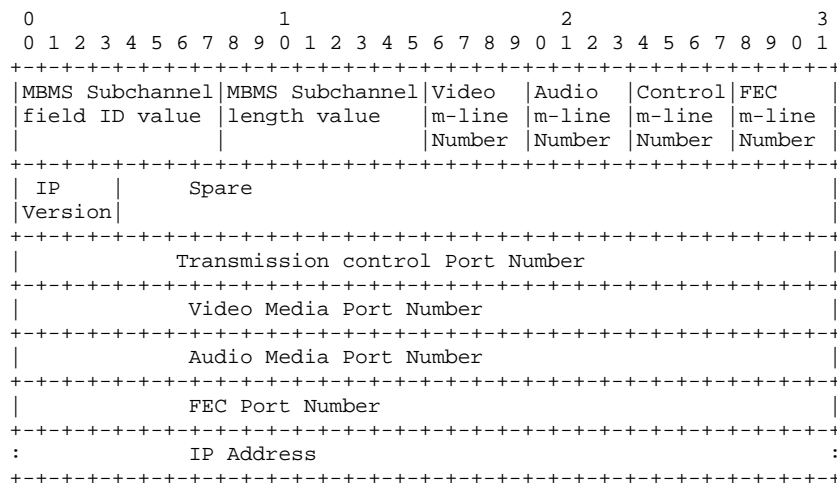 0                   1                   2                   3
 0 1 2 3 4 5 6 7 8 9 0 1 2 3 4 5 6 7 8 9 0 1 2 3 4 5 6 7 8 9 0 1
+-+-+-+-+-+-+-+-+-+-+-+-+-+-+-+-+-+-+-+-+-+-+-+-+-+-+-+-+-+-+-+-+
|MBMS Subchannel|MBMS Subchannel|Video  |Audio  |Control|FEC    |
|field ID value |length value   |m-line |m-line |m-line |m-line |
|               |               |Number |Number |Number |Number |
+-+-+-+-+-+-+-+-+-+-+-+-+-+-+-+-+-+-+-+-+-+-+-+-+-+-+-+-+-+-+-+-+
| IP    |     Spare                                             |
|Version|                                                       |
+-+-+-+-+-+-+-+-+-+-+-+-+-+-+-+-+-+-+-+-+-+-+-+-+-+-+-+-+-+-+-+-+
|            Transmission control Port Number                   |
+-+-+-+-+-+-+-+-+-+-+-+-+-+-+-+-+-+-+-+-+-+-+-+-+-+-+-+-+-+-+-+-+
|             Video Media Port Number                           |
+-+-+-+-+-+-+-+-+-+-+-+-+-+-+-+-+-+-+-+-+-+-+-+-+-+-+-+-+-+-+-+-+
|             Audio Media Port Number                           |
+-+-+-+-+-+-+-+-+-+-+-+-+-+-+-+-+-+-+-+-+-+-+-+-+-+-+-+-+-+-+-+-+
|             FEC Port Number                                   |
+-+-+-+-+-+-+-+-+-+-+-+-+-+-+-+-+-+-+-+-+-+-+-+-+-+-+-+-+-+-+-+-+
:             IP Address                                        :
+-+-+-+-+-+-+-+-+-+-+-+-+-+-+-+-+-+-+-+-+-+-+-+-+-+-+-+-+-+-+-+-+